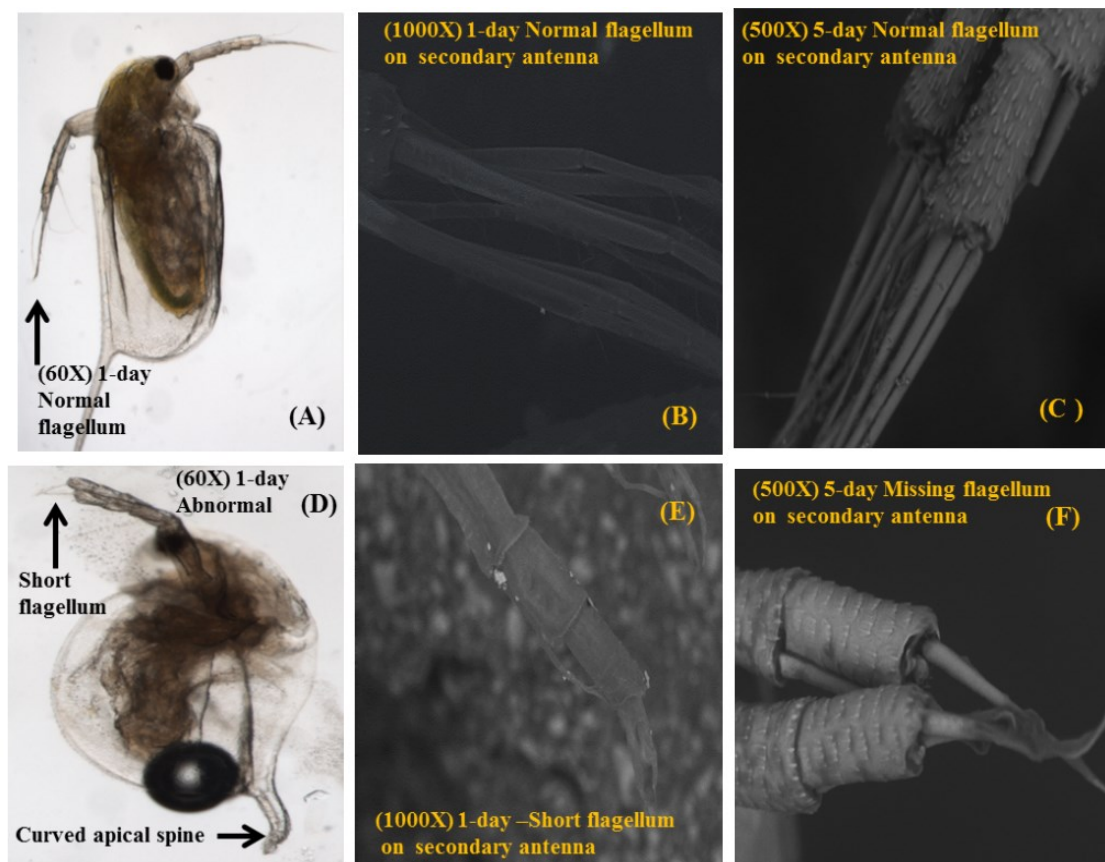 (60X) 1-day
Normal
flagellum
(A)
(1000X) 1-day Normal flagellum
on secondary antenna
(B)
(500X) 5-day Normal flagellum
on secondary antenna
(C )
(60X) 1-day
Abnormal
(D)
Short
flagellum
Curved apical spine
(E)
(1000X) 1-day –Short flagellum
on secondary antenna
(500X) 5-day Missing flagellum
on secondary antenna
(F)